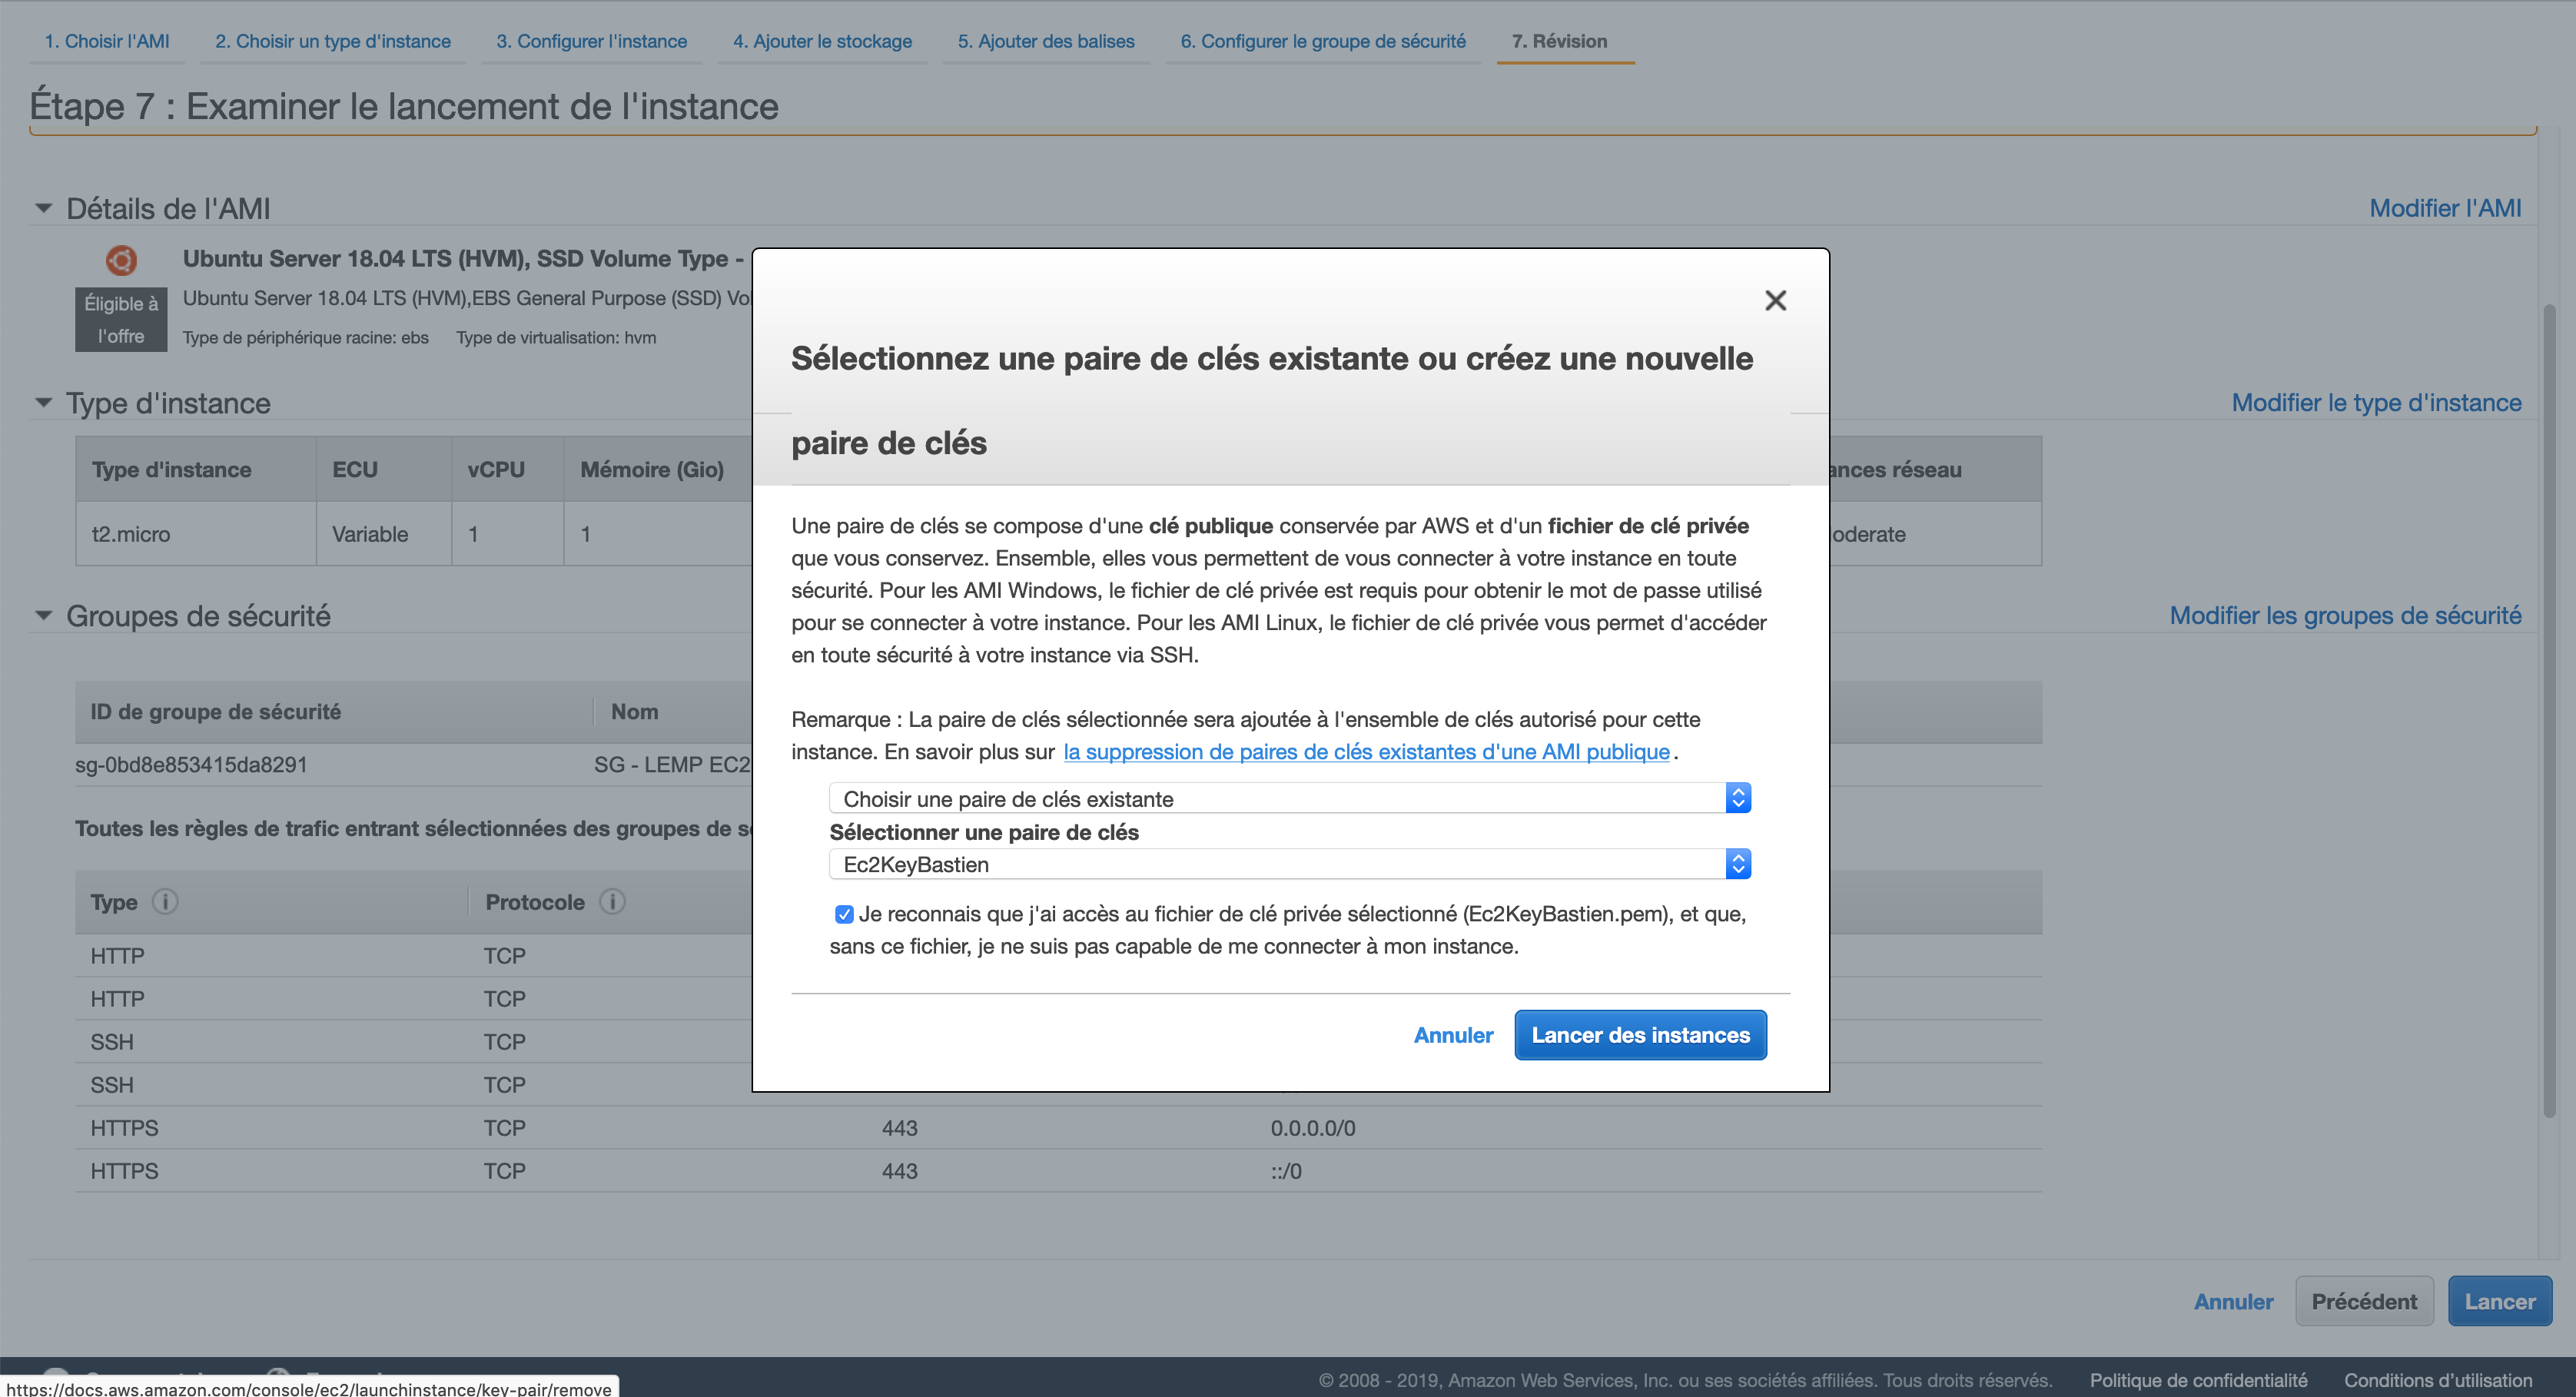 1. Choisir l'AMI 2. Choisir un type d'instance 3. Configurer l'instance 4. Ajouter le stockage 5. Ajouter des balises 6. Configurer le groupe de sécurité 7. Révision
Étape 7 : Examiner le lancement de l'instance
Détails de l'AMI Modifier l'AMI
Ubuntu Server 18.04 LTS (HVM), SSD Volume Type -
Éligible à
l'offre
Ubuntu Server 18.04 LTS (HVM),EBS General Purpose (SSD)
Type de périphérique racine: ebs Type de virtualisation: hvm
Type d'instance Modifier le type d'instance
Type d'instance ECU vCPU Mémoire (Gio) réseau
t2.micro Variable 1 1
Groupes de sécurité Modifier les groupes de sécurité
ID de groupe de sécurité Nom
sg-0bd8e853415da8291 SG - LEMP EC2
Toutes les règles de trafic entrant sélectionnées des groupes de
Type Protocole
HTTP TCP
HTTP TCP
SSH TCP
SSH TCP
HTTPS TCP 443 0.0.0.0/0
HTTPS TCP 443 ::/0
Sélectionnez une paire de clés existante ou créez une nouvelle
paire de clés
Une paire de clés se compose d'une clé publique conservée par AWS et d'un fichier de clé privée
que vous conservez. Ensemble, elles vous permettent de vous connecter à votre instance en toute
sécurité. Pour les AMI Windows, le fichier de clé privée est requis pour obtenir le mot de passe utilisé
pour se connecter à votre instance. Pour les AMI Linux, le fichier de clé privée vous permet d'accéder
en toute sécurité à votre instance via SSH.
Remarque : La paire de clés sélectionnée sera ajoutée à l'ensemble de clés autorisé pour cette
instance. En savoir plus sur la suppression de paires de clés existantes d'une AMI publique .
Choisir une paire de clés existante
Sélectionner une paire de clés
Ec2KeyBastien
Je reconnais que j'ai accès au fichier de clé privée sélectionné (Ec2KeyBastien.pem), et que,
sans ce fichier, je ne suis pas capable de me connecter à mon instance.
Annuler Lancer des instances
Annuler Précédent Lancer
https://docs.aws.amazon.com/console/ec2/launchinstance/key-pair/remove
© 2008 - 2019, Amazon Web Services, Inc. ou ses sociétés affiliées. Tous droits réservés. Politique de confidentialité Conditions d'utilisation